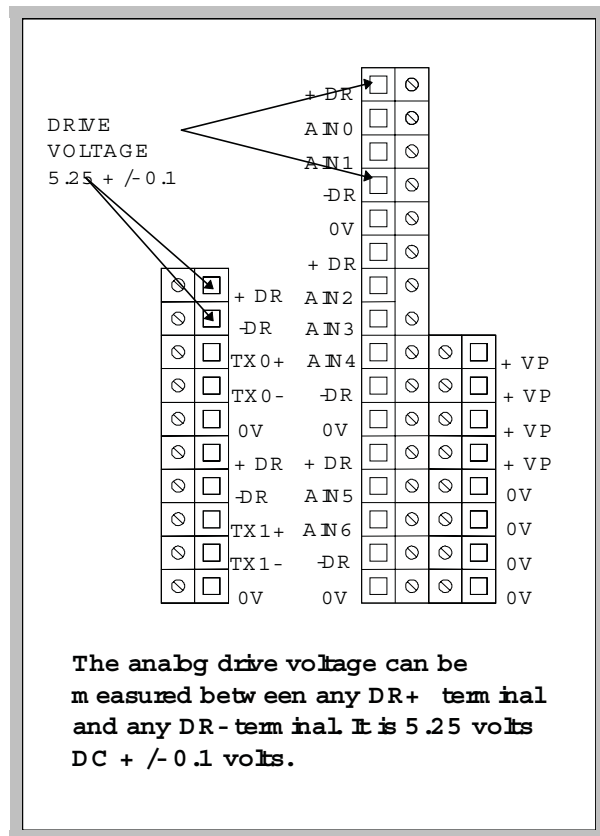 DRIVE
VOLTAGE
5.25 +/-0.1
+ DR
AIN0
AIN1
-DR
0V
+ DR
AIN2
AIN3
AIN4
-DR
0V
+ DR
AIN5
AIN6
-DR
0V
+ DR
-DR
TX0+
TX0-
0V
+ DR
-DR
TX1+
TX1-
0V
+ VP
+ VP
+ VP
+ VP
0V
0V
0V
0V
The analog drive voltage can be
measured between any DR+ terminal
and any DR- terminal. It is 5.25 volts
DC +/-0.1 volts.